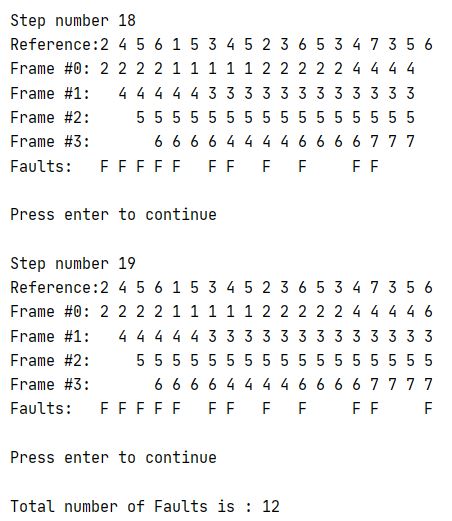 Step number 18
Reference:2 4 5 6 1 5 3 4 5 2 3 6 5 3 4 7 3 5 6
Frame #0: 2 2 2 2 1 1 1 1 1 2 2 2 2 2 4 4 4 4
Frame #1:   4 4 4 4 4 3 3 3 3 3 3 3 3 3 3 3 3
Frame #2:     5 5 5 5 5 5 5 5 5 5 5 5 5 5 5 5
Frame #3:       6 6 6 6 4 4 4 4 6 6 6 6 7 7 7
Faults:   F F F F F   F F   F   F     F F
Press enter to continue
Step number 19
Reference:2 4 5 6 1 5 3 4 5 2 3 6 5 3 4 7 3 5 6
Frame #0: 2 2 2 2 1 1 1 1 1 2 2 2 2 2 4 4 4 4 6
Frame #1:   4 4 4 4 4 3 3 3 3 3 3 3 3 3 3 3 3 3
Frame #2:     5 5 5 5 5 5 5 5 5 5 5 5 5 5 5 5 5
Frame #3:       6 6 6 6 4 4 4 4 6 6 6 6 7 7 7 7
Faults:   F F F F F   F F   F   F     F F     F
Press enter to continue
Total number of Faults is : 12